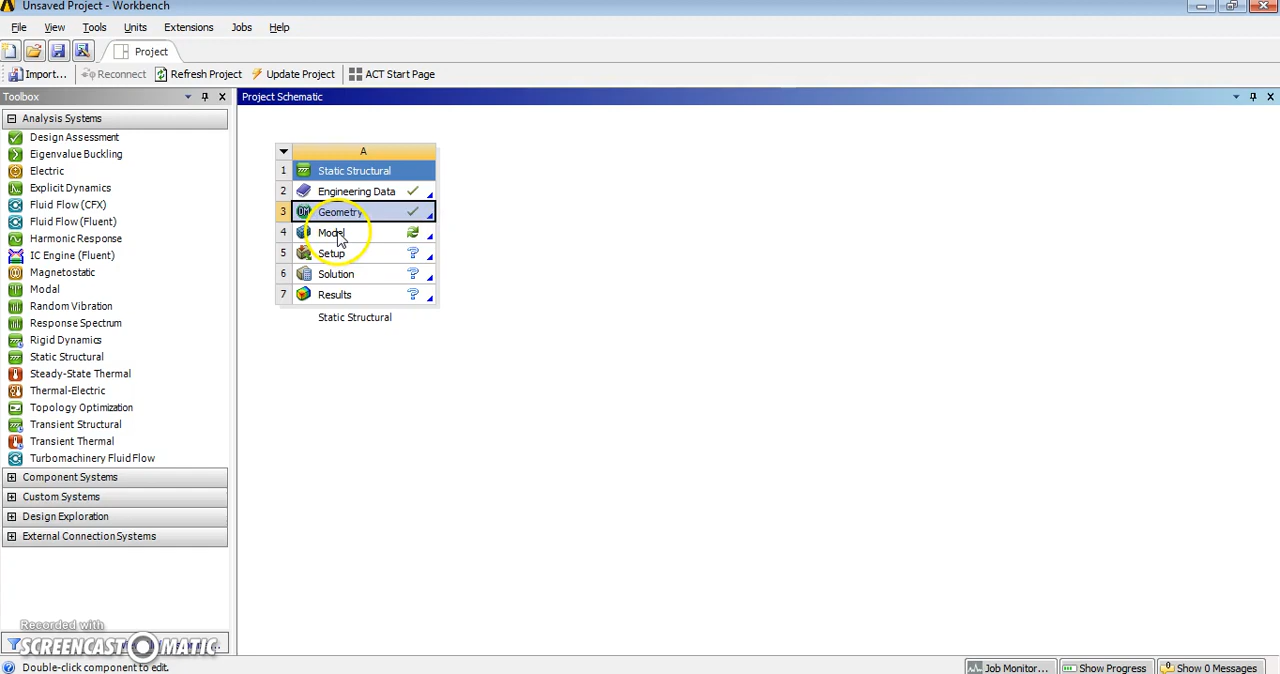 Unsaved Project - Workbench
File View Tools Units Extensions Jobs Help
Project
Import... Reconnect Refresh Project Update Project ACT Start Page
Toolbox
Project Schematic
Analysis Systems
Design Assessment
Eigenvalue Buckling
Electric
Explicit Dynamics
Fluid Flow (CFX)
Fluid Flow (Fluent)
Harmonic Response
IC Engine (Fluent)
Magnetostatic
Modal
Random Vibration
Response Spectrum
Rigid Dynamics
Static Structural
Steady-State Thermal
Thermal-Electric
Topology Optimization
Transient Structural
Transient Thermal
Turbomachinery Fluid Flow
Component Systems
Custom Systems
Design Exploration
External Connection Systems
A
1 Static Structural
2 Engineering Data
3 DM Geometry
4 Model
5 Setup
6 Solution
7 Results
Static Structural
Recorded with
SCREENCAST-O-MATIC
Double-click component to edit.
Job Monitor... Show Progress Show 0 Messages